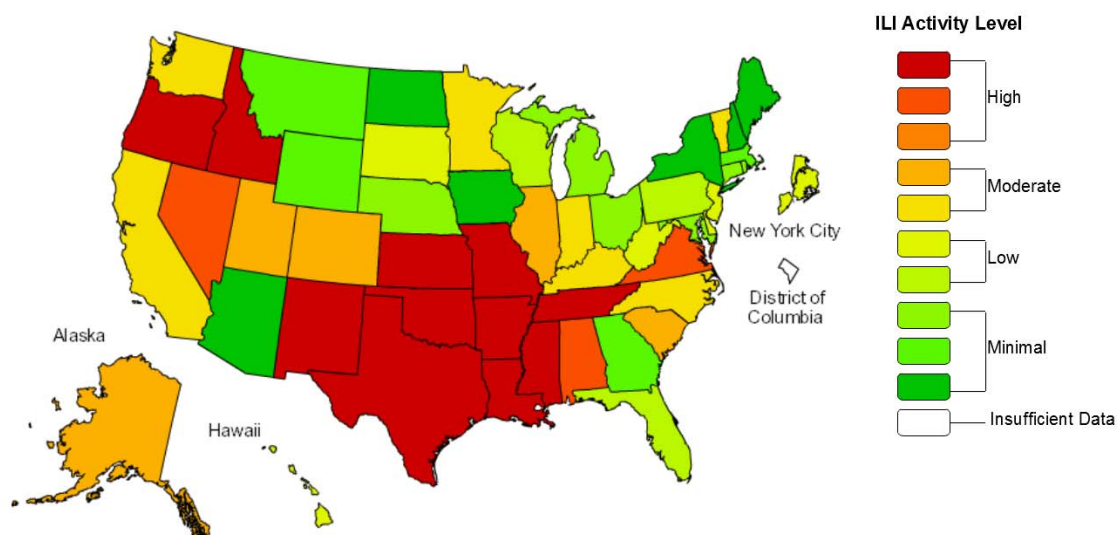 ILI Activity Level
High
Moderate
Low
New York City
District of
Columbia
Minimal
Alaska
Hawaii
Insufficient Data